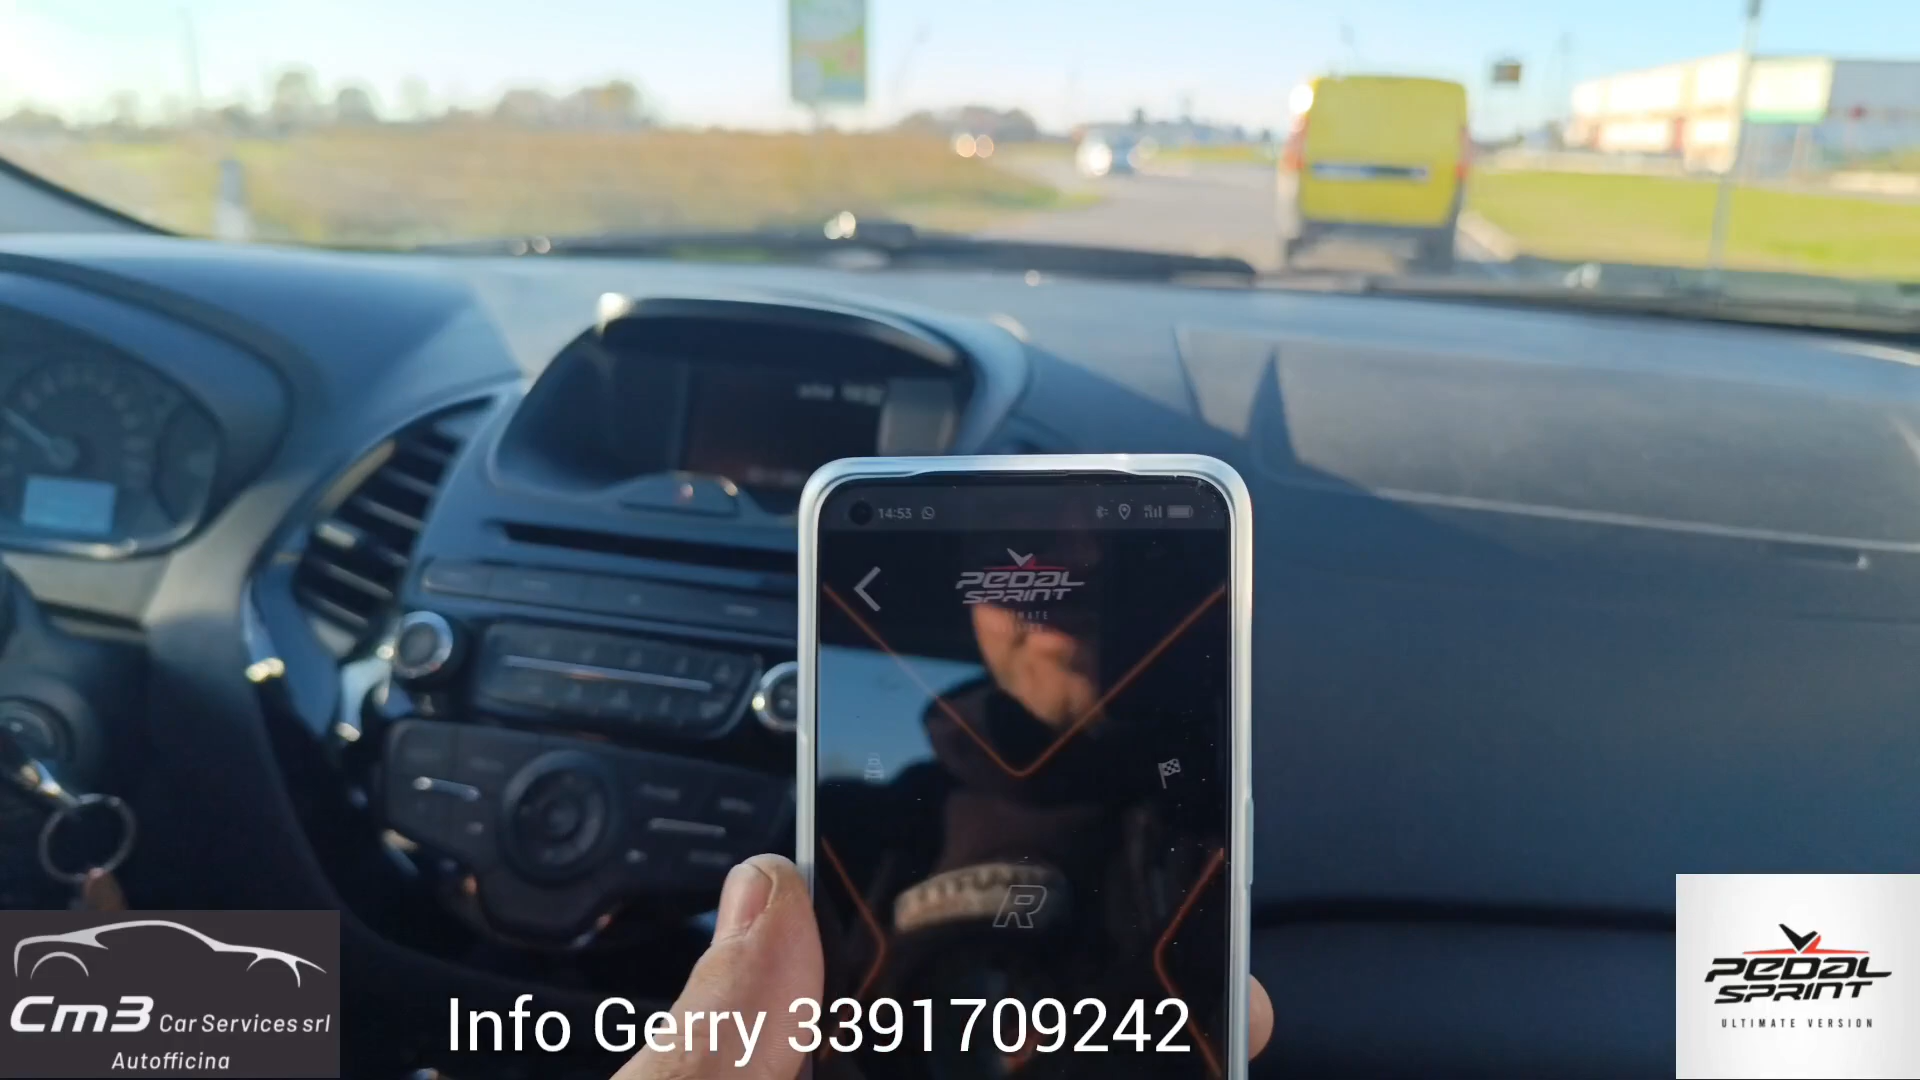 14:53
PEDAL
SPRINT
R
Cm3 Car Services srl
Autofficina
Info Gerry 3391709242
PEDAL
SPRINT
ULTIMATE VERSION